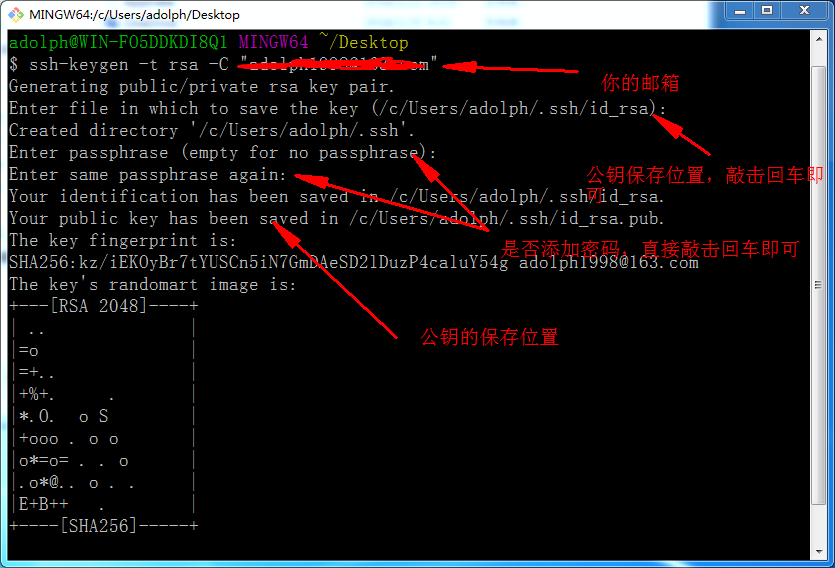 MINGW64:/c/Users/adolph/Desktop
adolph@WIN-FO5DDKDI8Q1 MINGW64 ~/Desktop
$ ssh-keygen -t rsa -C
你的邮箱
Generating public/private rsa key pair.
Enter file in which to save the key (/c/Users/adolph/.ssh/id_rsa):
Created directory '/c/Users/adolph/.ssh'.
Enter passphrase (empty for no passphrase):
Enter same passphrase again:
公钥保存位置，敲击回车即
可
Your identification has been saved in /c/Users/adolph/.ssh/id_rsa.
Your public key has been saved in /c/Users/adolph/.ssh/id_rsa.pub.
The key fingerprint is:
是否添加密码，直接敲击回车即可
SHA256:kz/iEKOyBr7tYUSCn5iN7GmDAeSD2lDuzP4caluY54g adolph1998@163.com
The key's randomart image is:
+---[RSA 2048]----+
| ..              |
|=o               |
|=+..             |
|+%+.     .       |
|*.O.  o S        |
|+ooo . o o       |
|o*=o= . . o      |
|.o*@.. o . .     |
|E+B++   .        |
+----[SHA256]-----+
公钥的保存位置